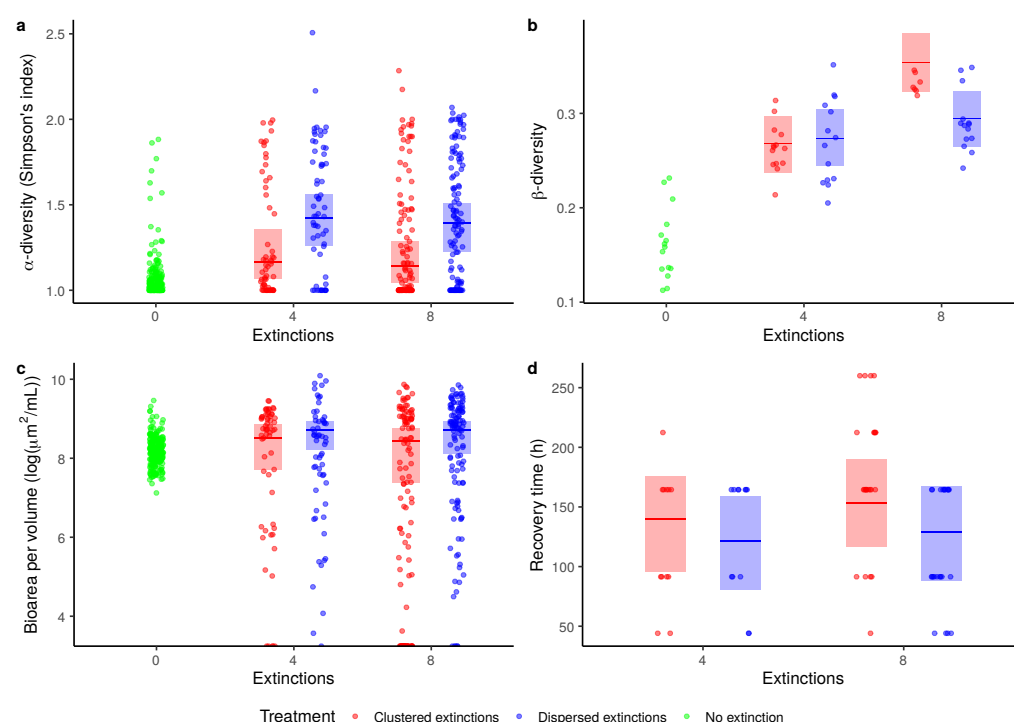 a
α-diversity (Simpson's index)
2.5
2.0
1.5
1.0
0
4
8
Extinctions
b
β-diversity
0.3
0.2
0.1
0
4
8
Extinctions
c
Bioarea per volume (log(μm²/mL))
10
8
6
4
0
4
8
Extinctions
d
Recovery time (h)
250
200
150
100
50
4
8
Extinctions
Treatment Clustered extinctions Dispersed extinctions No extinction